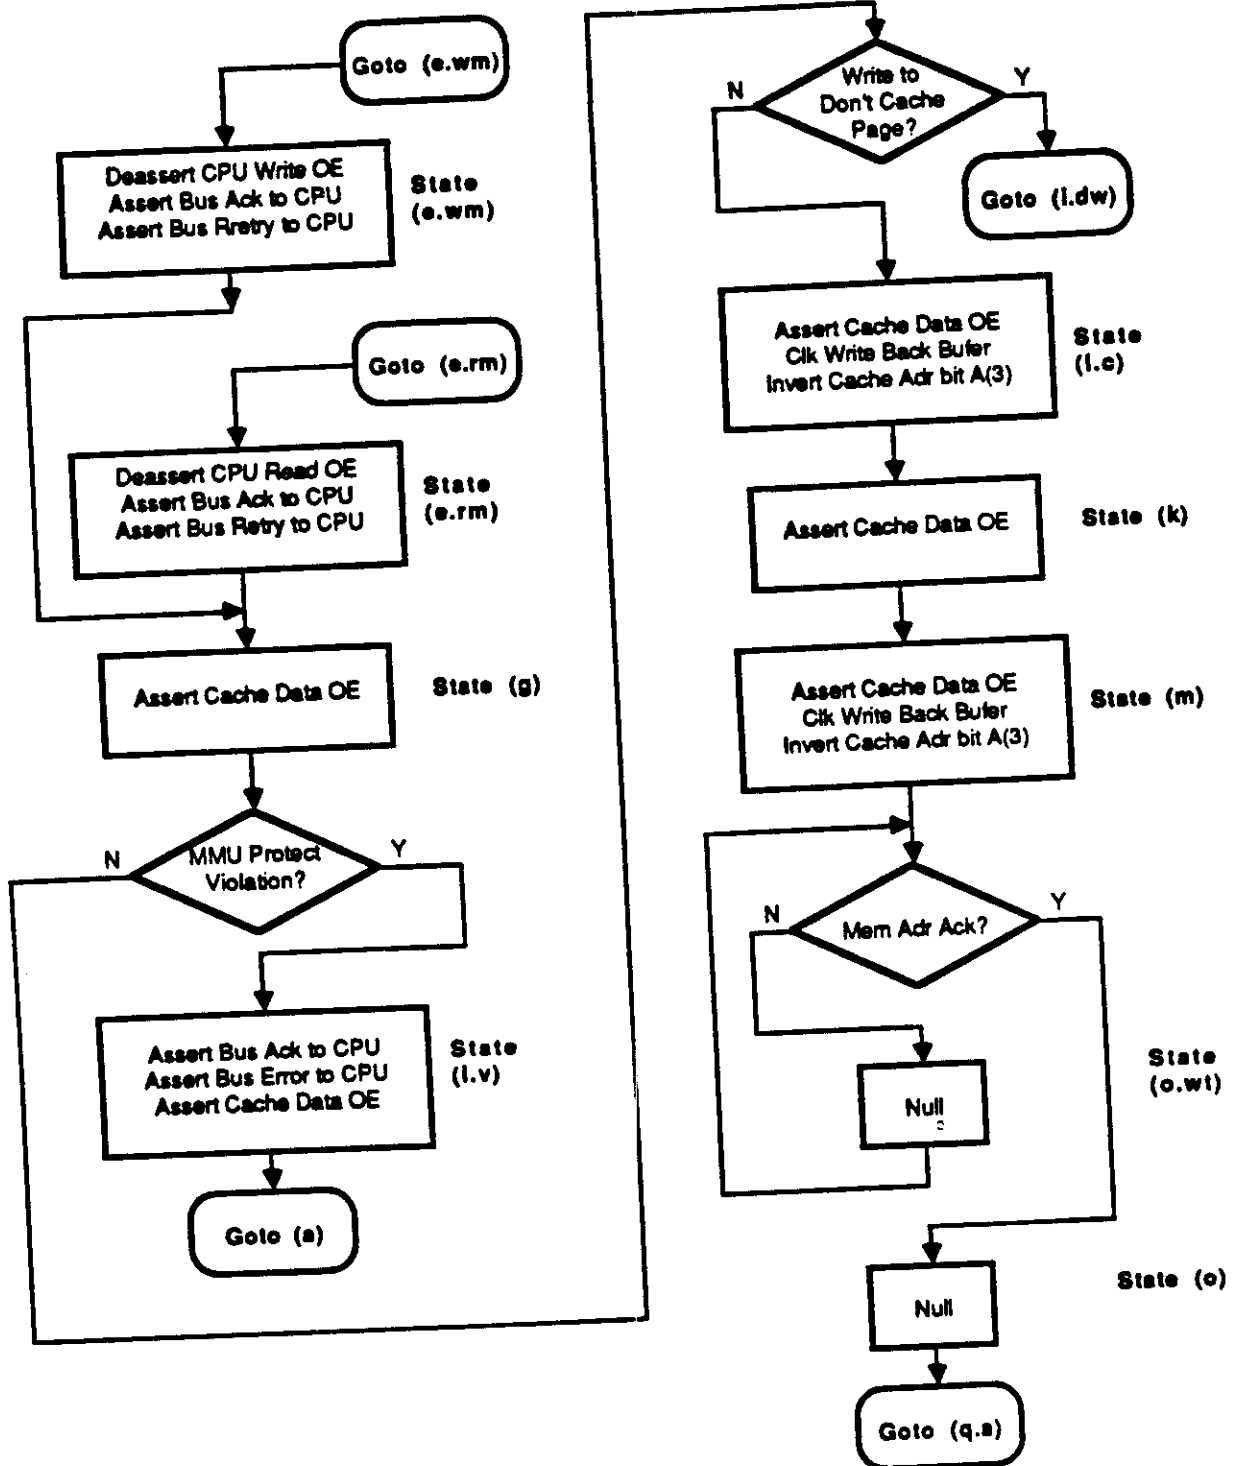 Goto (e.wm)
Deassert CPU Write OE
Assert Bus Ack to CPU
Assert Bus Rretry to CPU
State
(e.wm)
Goto (e.rm)
Deassert CPU Read OE
Assert Bus Ack to CPU
Assert Bus Retry to CPU
State
(e.rm)
Assert Cache Data OE
State (g)
N
MMU Protect
Violation?
Y
Assert Bus Ack to CPU
Assert Bus Error to CPU
Assert Cache Data OE
State
(i.v)
Goto (a)
N
Write to
Don't Cache
Page?
Y
Goto (i.dw)
Assert Cache Data OE
Clk Write Back Bufer
Invert Cache Adr bit A(3)
State
(i.c)
Assert Cache Data OE
State (k)
Assert Cache Data OE
Clk Write Back Bufer
Invert Cache Adr bit A(3)
State (m)
N
Mem Adr Ack?
Y
Null
State
(o.wt)
Null
State (o)
Goto (q.a)